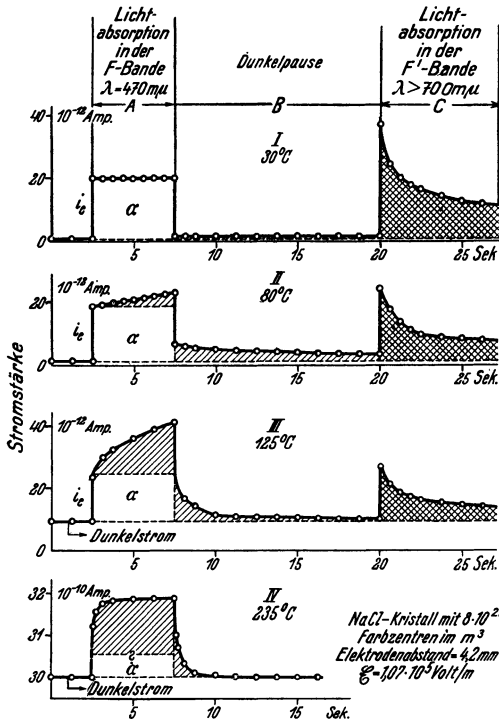 Licht-
absorption
in der
F-Bande
λ=470mμ
A
Dunkelpause
B
Licht-
absorption
in der
F'-Bande
λ>700mμ
C
Stromstärke
40
10⁻¹² Amp.
I
30°C
20
i_e
α
0
5
10
15
20
25 Sek.
10⁻¹² Amp.
II
80°C
20
i_e
α
0
5
10
15
20
25 Sek.
10⁻¹² Amp.
III
125°C
40
20
i_e
α
Dunkelstrom
0
5
10
15
20
25 Sek.
32
10⁻¹⁰ Amp.
IV
235°C
31
α
30
Dunkelstrom
5
10
15 Sek.
NaCl-Kristall mit 8·10²
Farbzentren im m³
Elektrodenabstand=4,2mm
𝔈=1,07·10⁵ Volt/m